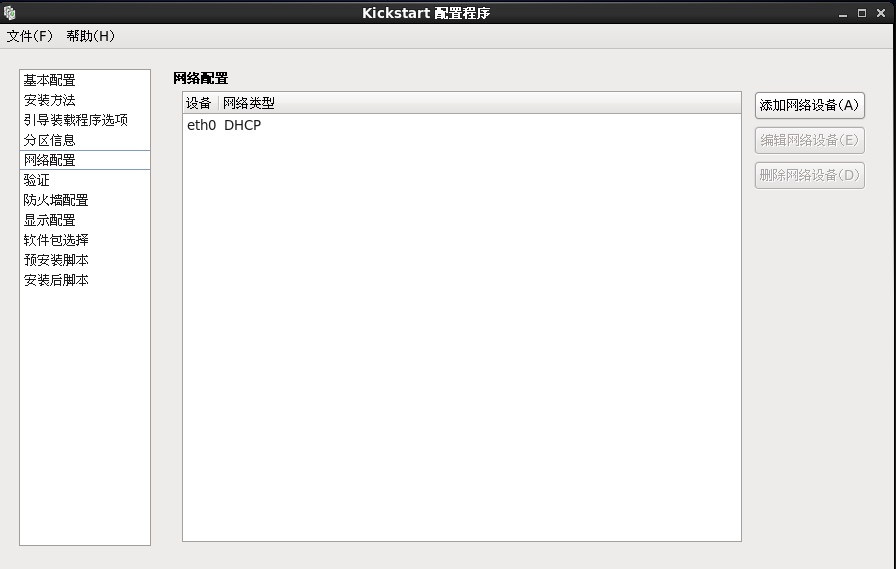 Kickstart 配置程序
文件(F) 帮助(H)
基本配置
安装方法
引导装载程序选项
分区信息
网络配置
验证
防火墙配置
显示配置
软件包选择
预安装脚本
安装后脚本
网络配置
设备 网络类型
eth0 DHCP
添加网络设备(A)
编辑网络设备(E)
删除网络设备(D)